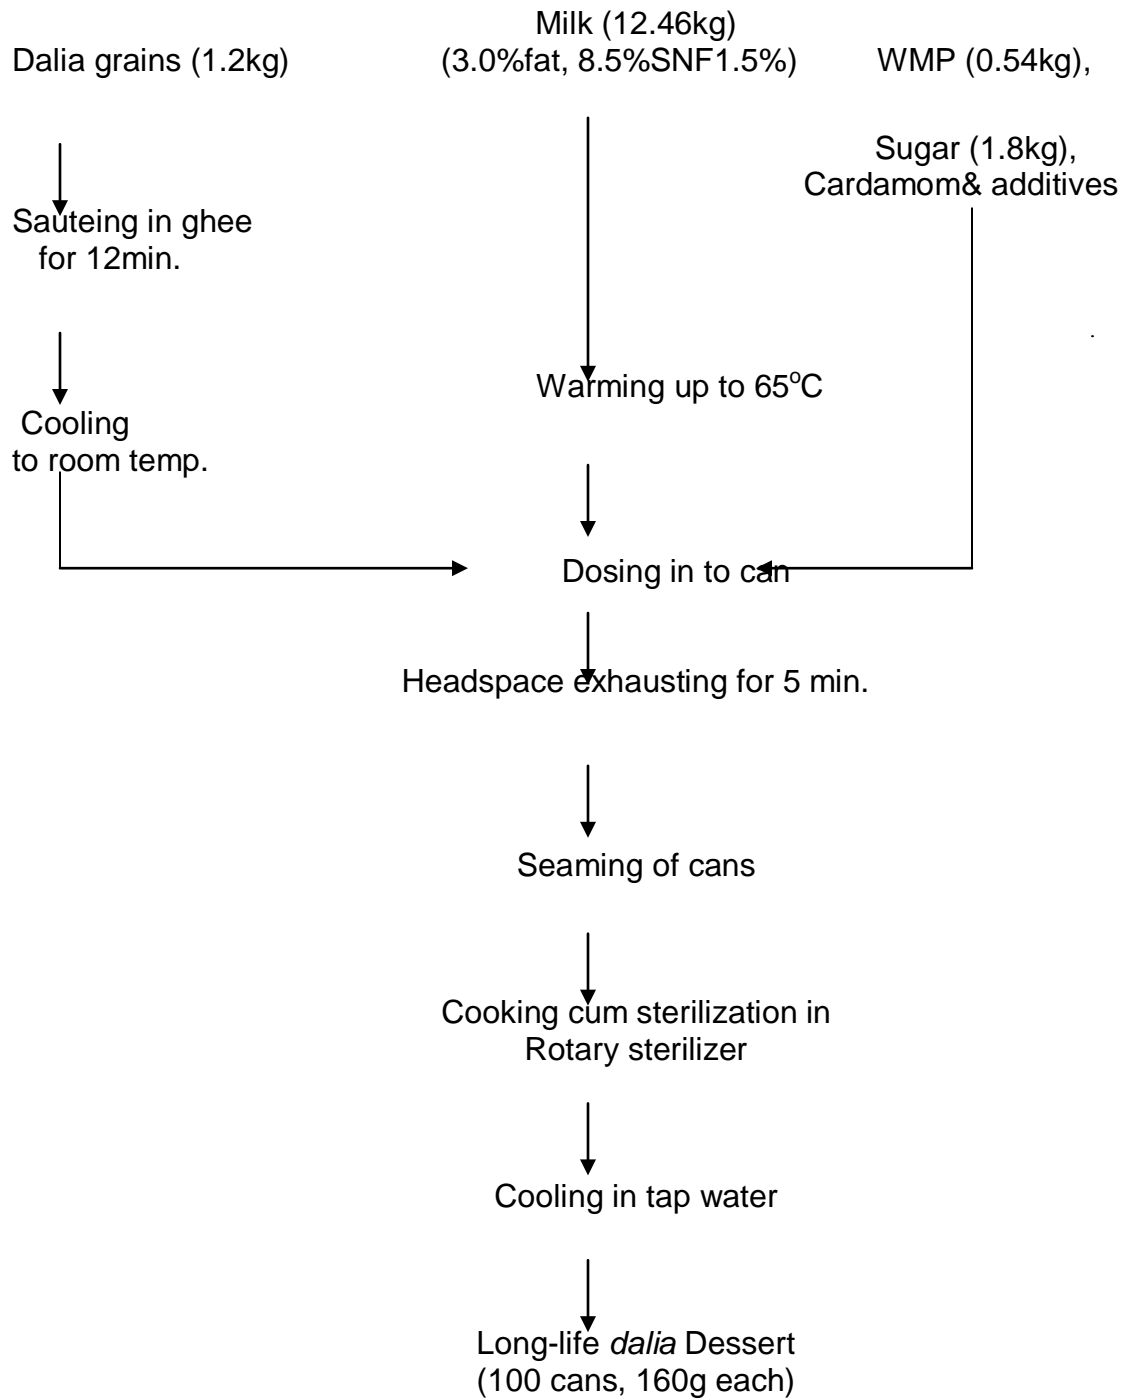 Dalia grains (1.2kg)
Milk (12.46kg)
(3.0%fat, 8.5%SNF1.5%)
WMP (0.54kg),
Sugar (1.8kg),
Cardamom& additives
Sauteing in ghee
for 12min.
Cooling
to room temp.
Warming up to 65°C
Dosing in to can
Headspace exhausting for 5 min.
Seaming of cans
Cooking cum sterilization in
Rotary sterilizer
Cooling in tap water
Long-life dalia Dessert
(100 cans, 160g each)